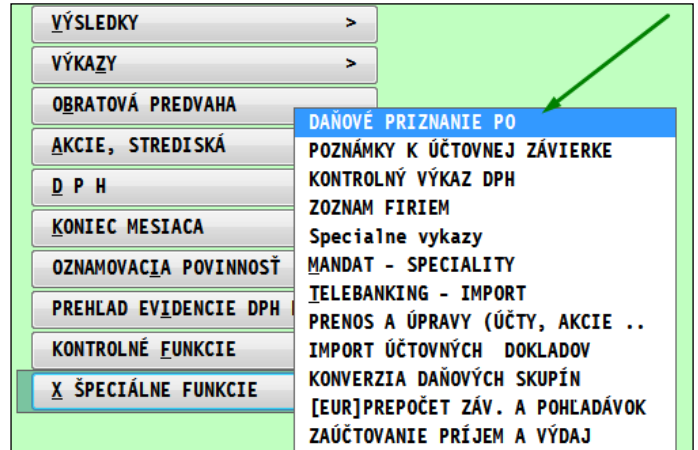 VÝSLEDKY >
VÝKAZY >
OBRATOVÁ PREDVAHA
AKCIE, STREDISKÁ
D P H
KONIEC MESIACA
OZNAMOVACIA POVINNOSŤ
PREHĽAD EVIDENCIE DPH
KONTROLNÉ FUNKCIE
X ŠPECIÁLNE FUNKCIE
DAŇOVÉ PRIZNANIE PO
POZNÁMKY K ÚČTOVNEJ ZÁVIERKE
KONTROLNÝ VÝKAZ DPH
ZOZNAM FIRIEM
Specialne vykazy
MANDAT - SPECIALITY
TELEBANKING - IMPORT
PRENOS A ÚPRAVY (ÚČTY, AKCIE ..
IMPORT ÚČTOVNÝCH DOKLADOV
KONVERZIA DAŇOVÝCH SKUPÍN
[EUR]PREPOČET ZÁV. A POHĽADÁVOK
ZAÚČTOVANIE PRÍJEM A VÝDAJ